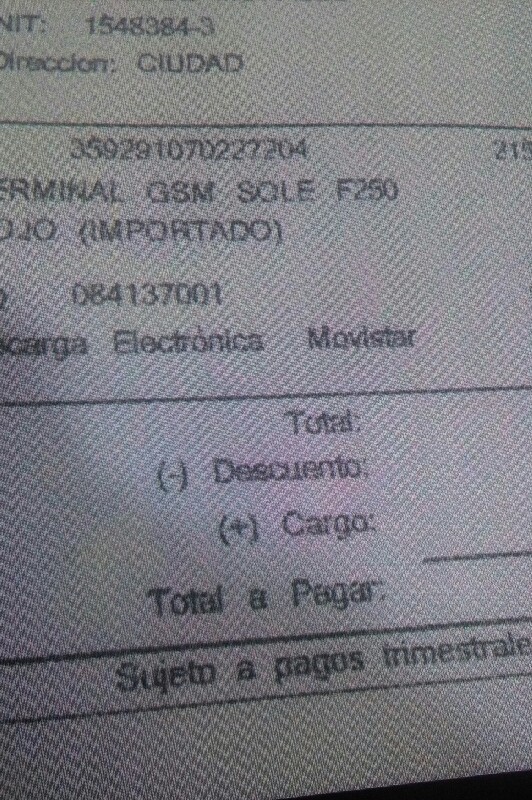 NIT: 1548384-3
Direccion: CIUDAD
359291070227204 215
ERMINAL GSM SOLE F250
OJO (IMPORTADO)
084137001
carga Electrónica Movistar
Total:
(-) Descuento:
(+) Cargo:
Total a Pagar:
Sujeto a pagos trimestrale